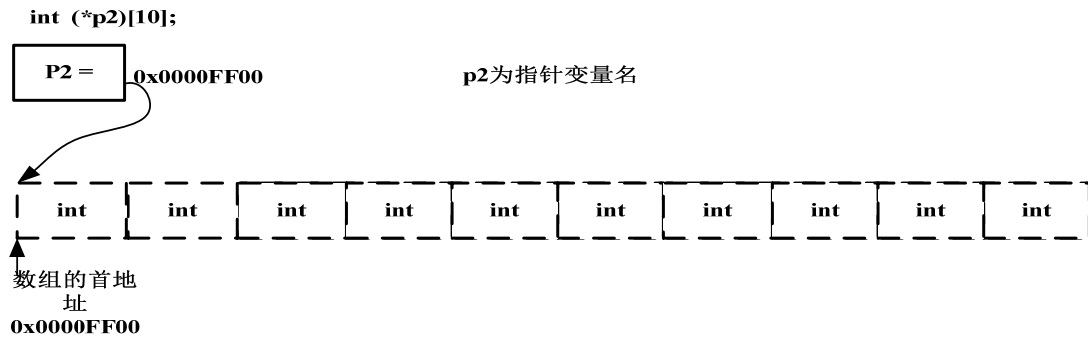 int (*p2)[10];
P2 =
0x0000FF00
p2为指针变量名
int int int int int int int int int int
数组的首地
址
0x0000FF00